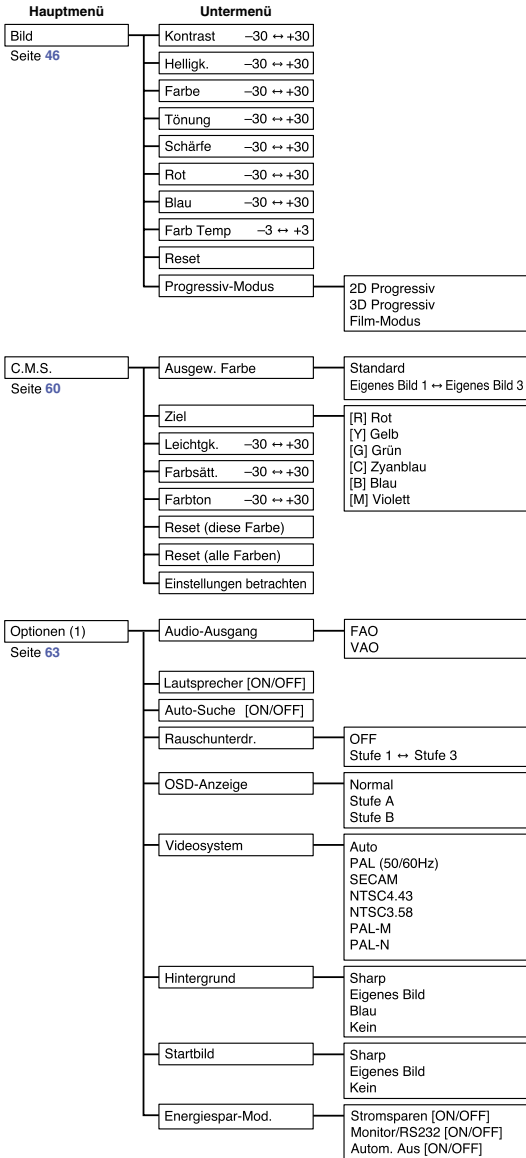 Hauptmenü Untermenü
Bild
Seite 46
Kontrast –30 ↔ +30
Helligk. –30 ↔ +30
Farbe –30 ↔ +30
Tönung –30 ↔ +30
Schärfe –30 ↔ +30
Rot –30 ↔ +30
Blau –30 ↔ +30
Farb Temp –3 ↔ +3
Reset
Progressiv-Modus
2D Progressiv
3D Progressiv
Film-Modus
C.M.S.
Seite 60
Ausgew. Farbe
Standard
Eigenes Bild 1 ↔ Eigenes Bild 3
Ziel
[R] Rot
[Y] Gelb
[G] Grün
[C] Zyanblau
[B] Blau
[M] Violett
Leichtgk. –30 ↔ +30
Farbsätt. –30 ↔ +30
Farbton –30 ↔ +30
Reset (diese Farbe)
Reset (alle Farben)
Einstellungen betrachten
Optionen (1)
Seite 63
Audio-Ausgang
FAO
VAO
Lautsprecher [ON/OFF]
Auto-Suche [ON/OFF]
Rauschunterdr.
OFF
Stufe 1 ↔ Stufe 3
OSD-Anzeige
Normal
Stufe A
Stufe B
Videosystem
Auto
PAL (50/60Hz)
SECAM
NTSC4.43
NTSC3.58
PAL-M
PAL-N
Hintergrund
Sharp
Eigenes Bild
Blau
Kein
Startbild
Sharp
Eigenes Bild
Kein
Energiespar-Mod.
Stromsparen [ON/OFF]
Monitor/RS232 [ON/OFF]
Autom. Aus [ON/OFF]